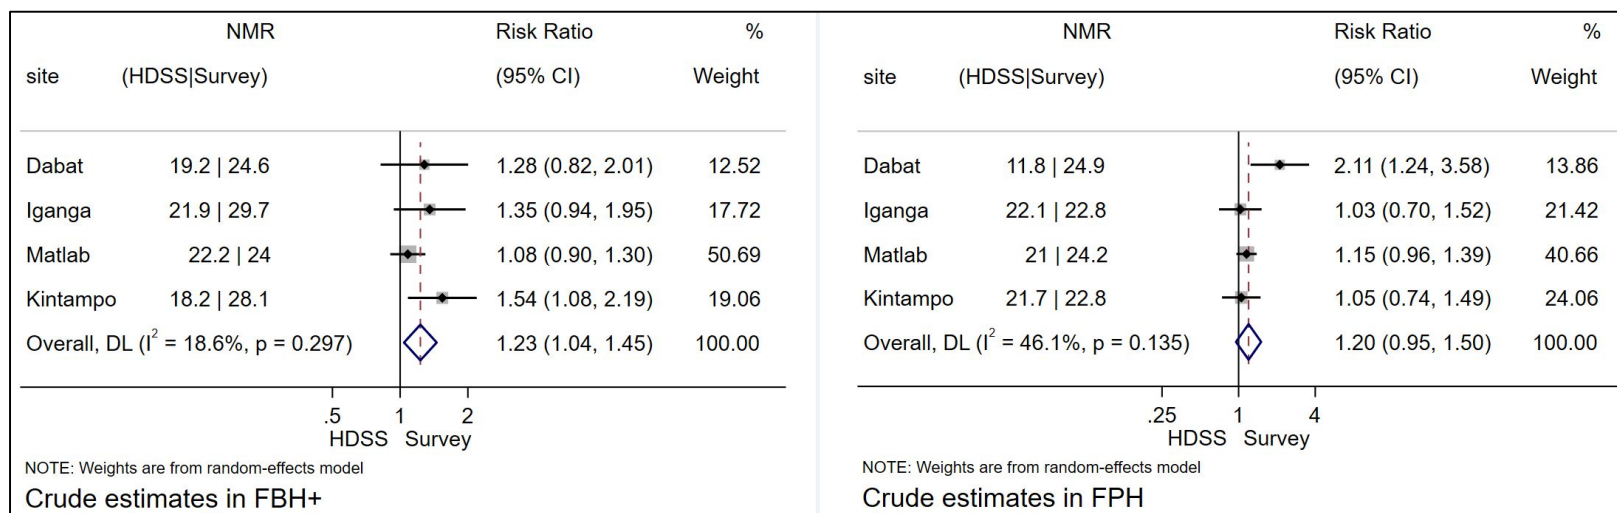 NMR Risk Ratio %
site (HDSS|Survey) (95% CI) Weight
Dabat 19.2 | 24.6 1.28 (0.82, 2.01) 12.52
Iganga 21.9 | 29.7 1.35 (0.94, 1.95) 17.72
Matlab 22.2 | 24 1.08 (0.90, 1.30) 50.69
Kintampo 18.2 | 28.1 1.54 (1.08, 2.19) 19.06
Overall, DL (I² = 18.6%, p = 0.297) 1.23 (1.04, 1.45) 100.00
.5 1 2
HDSS Survey
NOTE: Weights are from random-effects model
Crude estimates in FBH+
NMR Risk Ratio %
site (HDSS|Survey) (95% CI) Weight
Dabat 11.8 | 24.9 2.11 (1.24, 3.58) 13.86
Iganga 22.1 | 22.8 1.03 (0.70, 1.52) 21.42
Matlab 21 | 24.2 1.15 (0.96, 1.39) 40.66
Kintampo 21.7 | 22.8 1.05 (0.74, 1.49) 24.06
Overall, DL (I² = 46.1%, p = 0.135) 1.20 (0.95, 1.50) 100.00
.25 1 4
HDSS Survey
NOTE: Weights are from random-effects model
Crude estimates in FPH